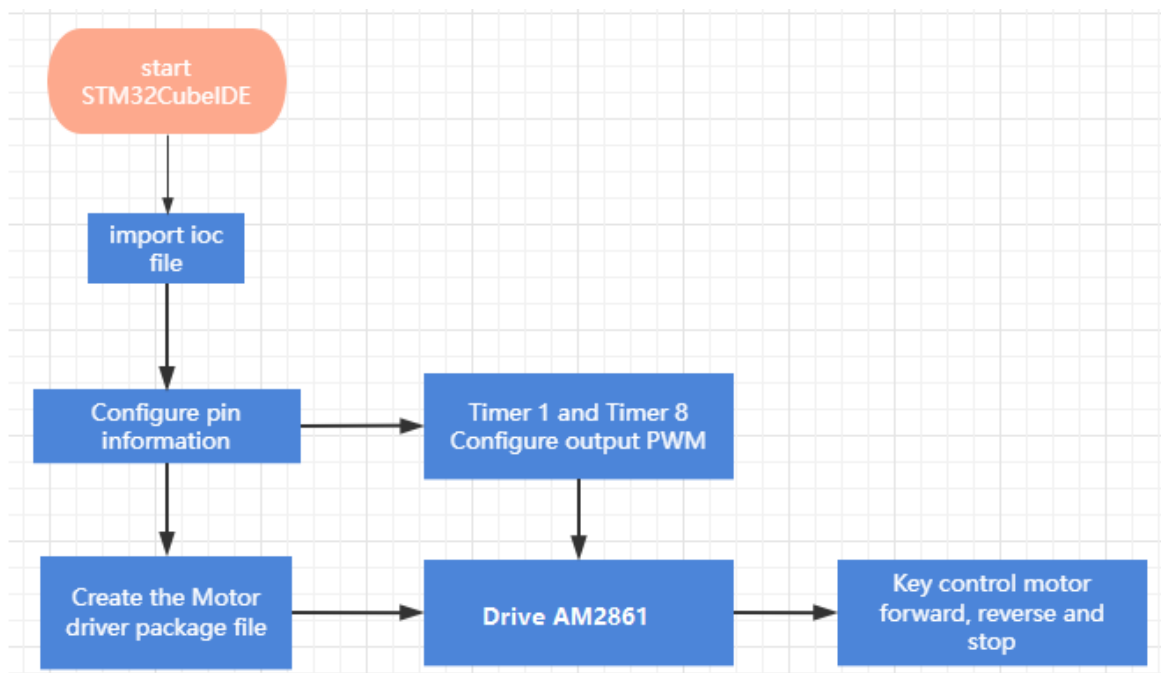 start
STM32CubeIDE
import ioc
file
Configure pin
information
Timer 1 and Timer 8
Configure output PWM
Create the Motor
driver package file
Drive AM2861
Key control motor
forward, reverse and
stop